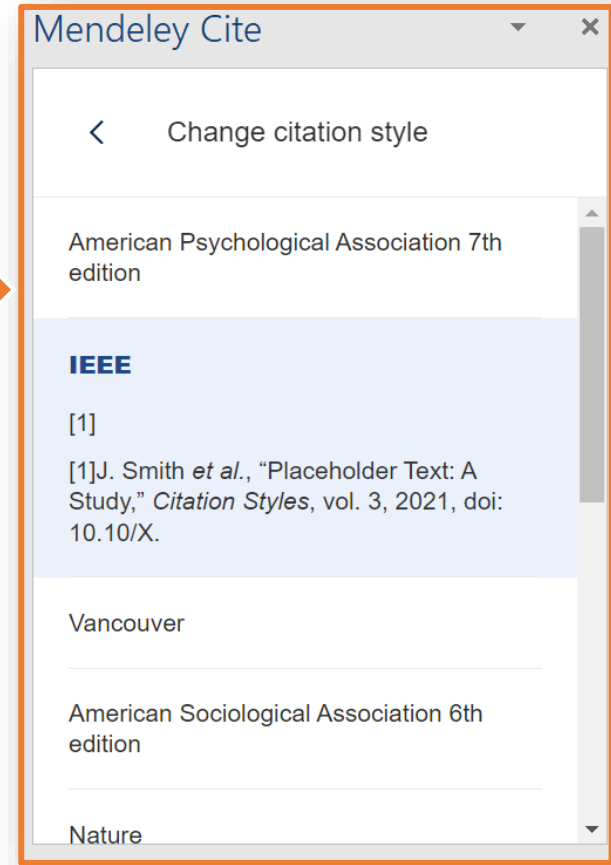 Mendeley Cite
Change citation style
American Psychological Association 7th
edition
IEEE
[1]
[1]J. Smith et al., “Placeholder Text: A
Study,” Citation Styles, vol. 3, 2021, doi:
10.10/X.
Vancouver
American Sociological Association 6th
edition
Nature